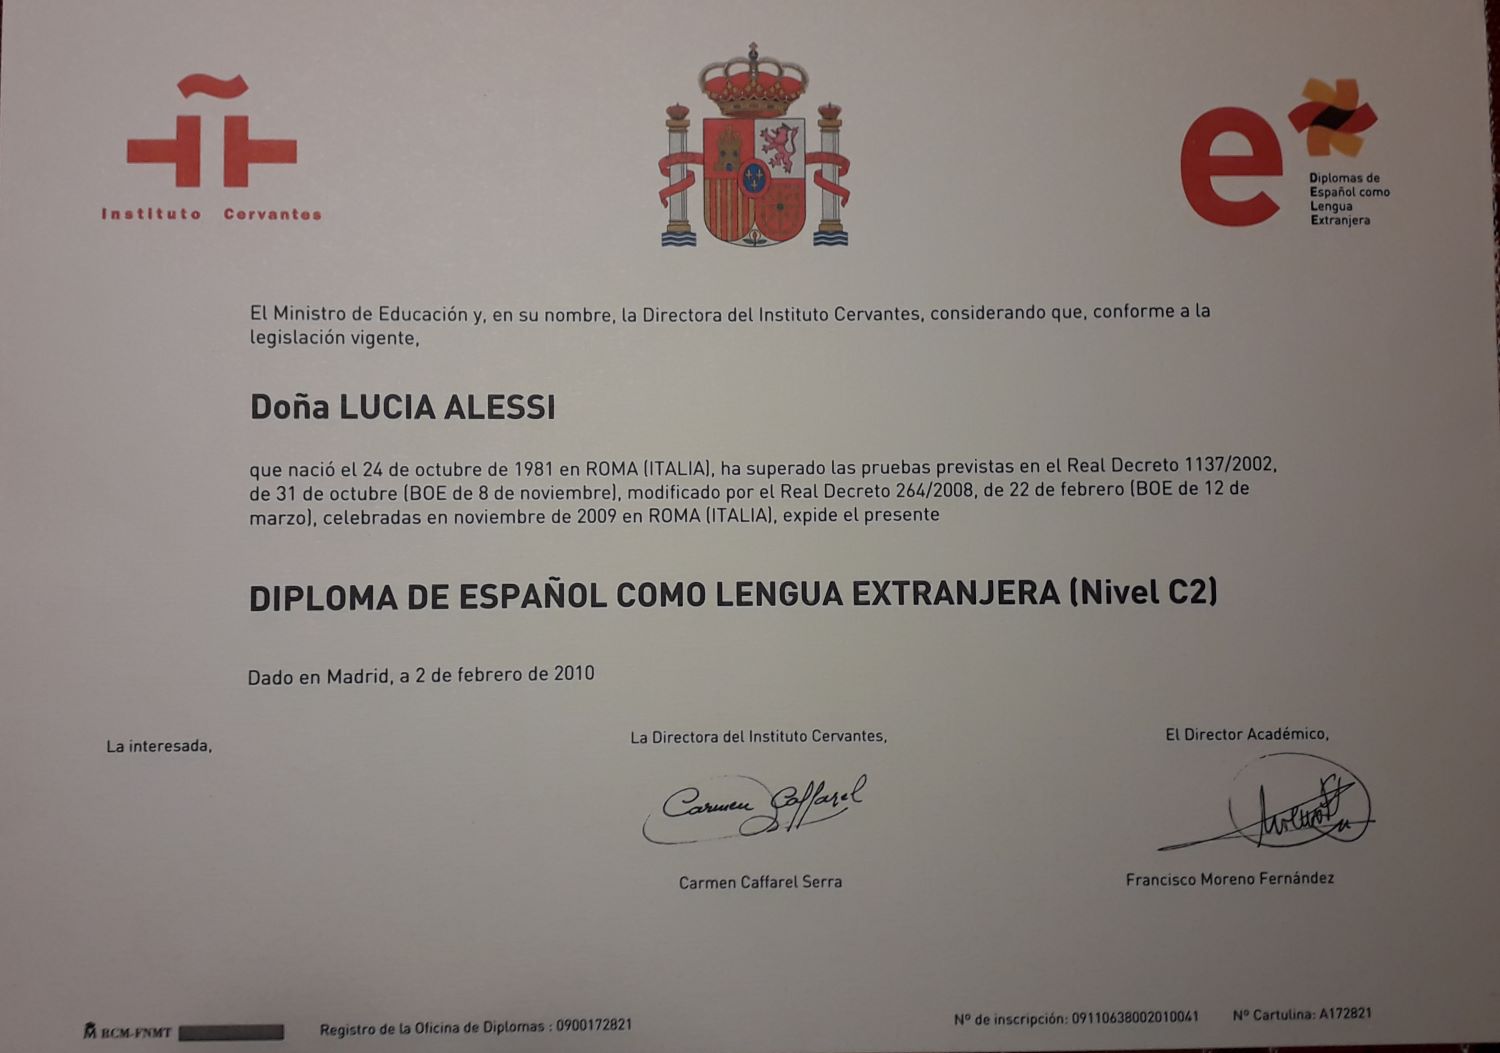 Instituto Cervantes
e
Diplomas de
Español como
Lengua
Extranjera
El Ministro de Educación y, en su nombre, la Directora del Instituto Cervantes, considerando que, conforme a la
legislación vigente,
Doña LUCIA ALESSI
que nació el 24 de octubre de 1981 en ROMA (ITALIA), ha superado las pruebas previstas en el Real Decreto 1137/2002,
de 31 de octubre (BOE de 8 de noviembre), modificado por el Real Decreto 264/2008, de 22 de febrero (BOE de 12 de
marzo), celebradas en noviembre de 2009 en ROMA (ITALIA), expide el presente
DIPLOMA DE ESPAÑOL COMO LENGUA EXTRANJERA (Nivel C2)
Dado en Madrid, a 2 de febrero de 2010
La interesada,
La Directora del Instituto Cervantes,
El Director Académico,
Carmen Caffarel
Carmen Caffarel Serra
Francisco Moreno Fernández
RCM-FNMT
Registro de la Oficina de Diplomas : 0900172821
Nº de inscripción: 09110638002010041
Nº Cartulina: A172821